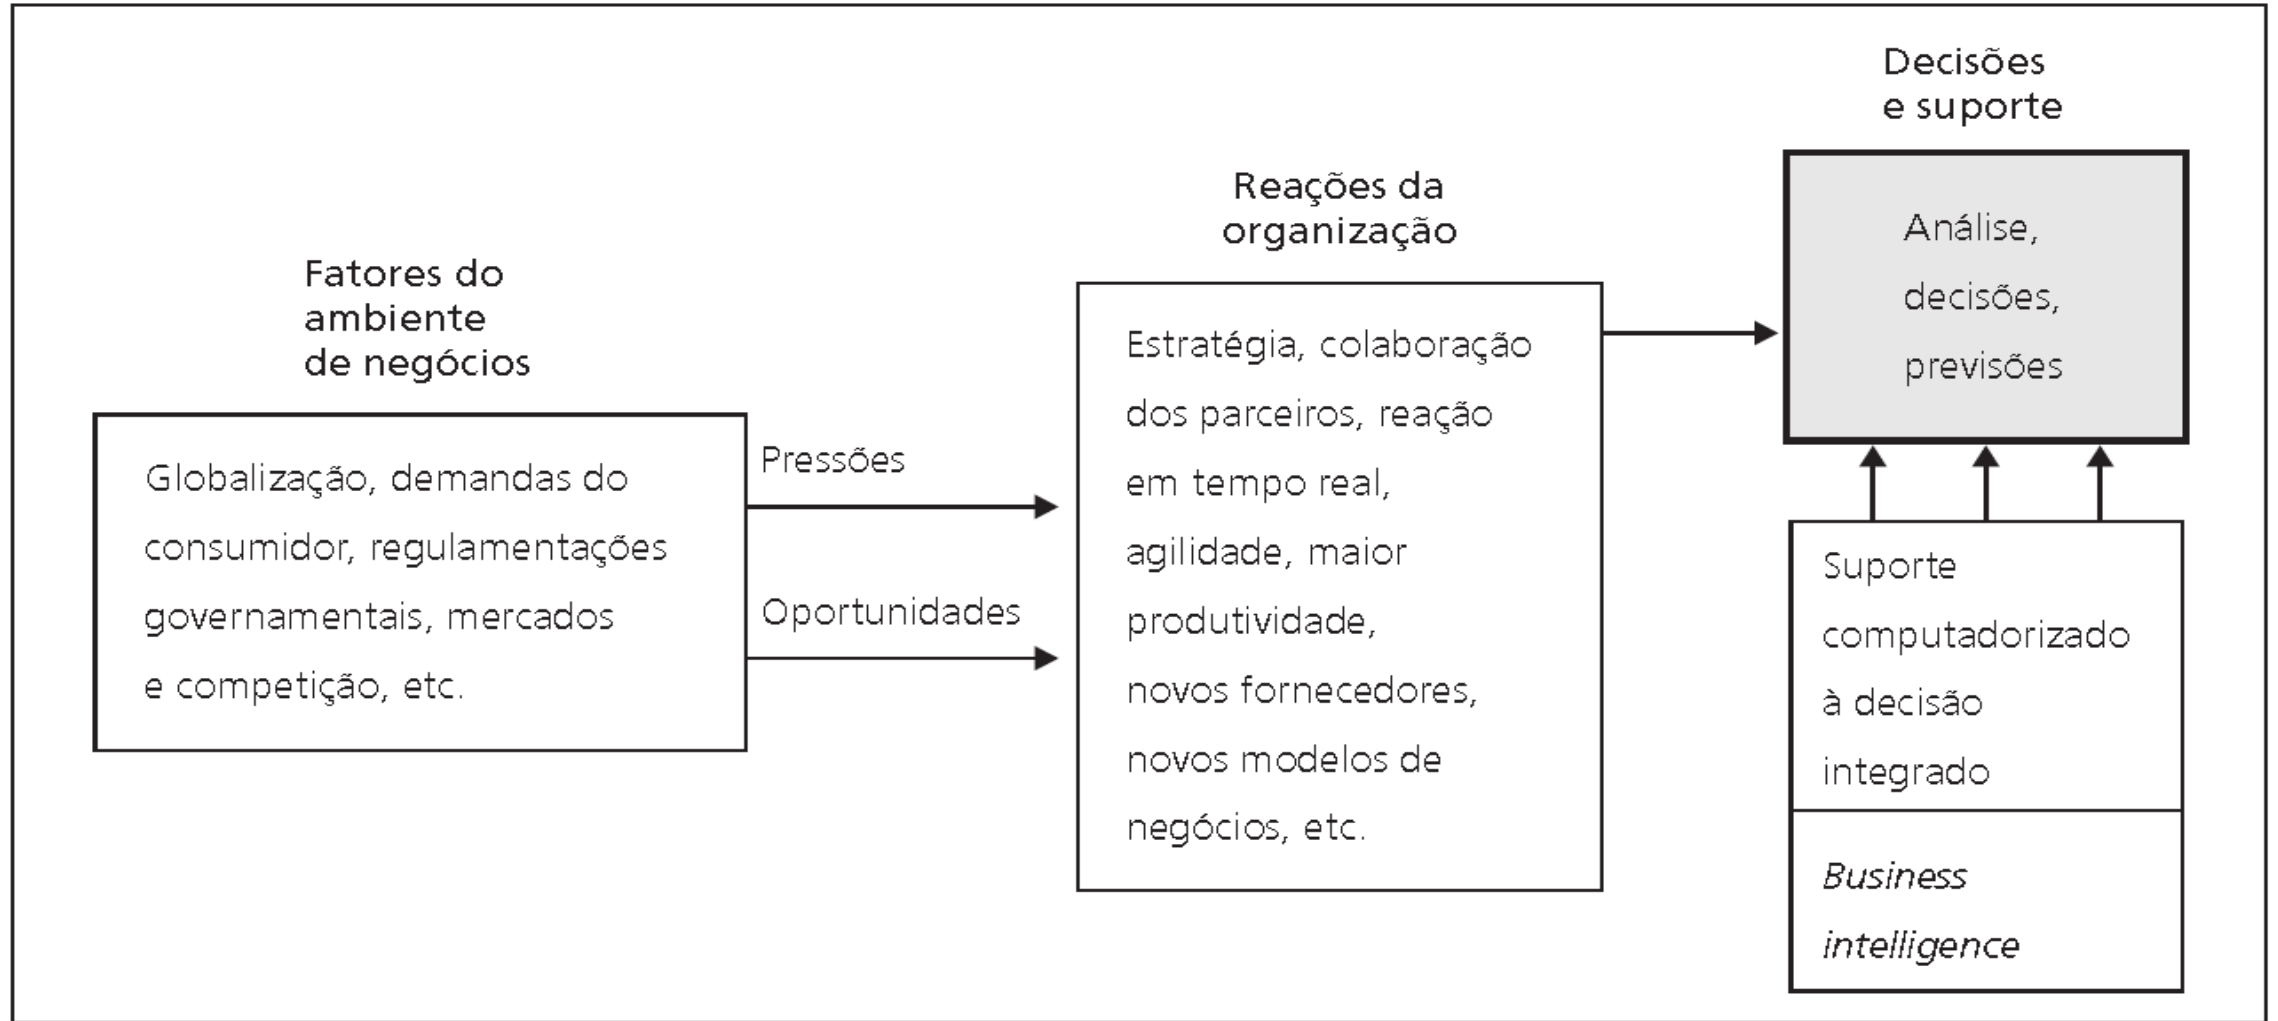 Fatores do
ambiente
de negócios
Globalização, demandas do
consumidor, regulamentações
governamentais, mercados
e competição, etc.
Pressões
Oportunidades
Reações da
organização
Estratégia, colaboração
dos parceiros, reação
em tempo real,
agilidade, maior
produtividade,
novos fornecedores,
novos modelos de
negócios, etc.
Decisões
e suporte
Análise,
decisões,
previsões
Suporte
computadorizado
à decisão
integrado
Business
intelligence